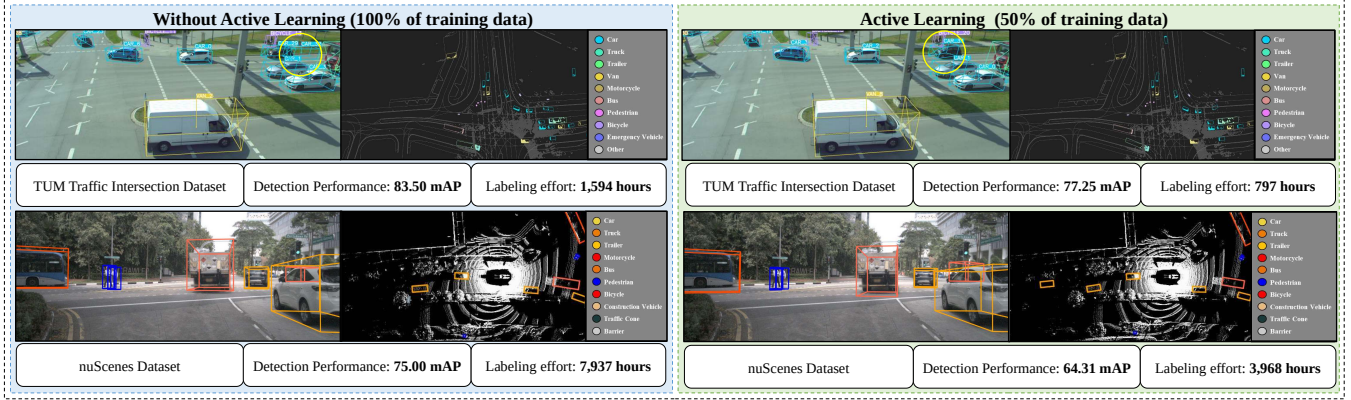 Without Active Learning (100% of training data)
Car
Truck
Trailer
Van
Motorcycle
Bus
Pedestrian
Bicycle
Emergency Vehicle
Other
TUM Traffic Intersection Dataset
Detection Performance: 83.50 mAP
Labeling effort: 1,594 hours
Car
Truck
Trailer
Motorcycle
Bus
Pedestrian
Bicycle
Construction Vehicle
Traffic Cone
Barrier
nuScenes Dataset
Detection Performance: 75.00 mAP
Labeling effort: 7,937 hours
Active Learning (50% of training data)
Car
Truck
Trailer
Van
Motorcycle
Bus
Pedestrian
Bicycle
Emergency Vehicle
Other
TUM Traffic Intersection Dataset
Detection Performance: 77.25 mAP
Labeling effort: 797 hours
Car
Truck
Trailer
Motorcycle
Bus
Pedestrian
Bicycle
Construction Vehicle
Traffic Cone
Barrier
nuScenes Dataset
Detection Performance: 64.31 mAP
Labeling effort: 3,968 hours